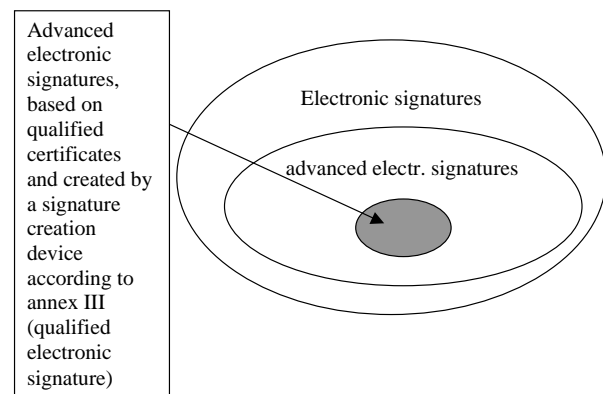 Advanced
electronic
signatures,
based on
qualified
certificates
and created by
a signature
creation
device
according to
annex III
(qualified
electronic
signature)
Electronic signatures
advanced electr. signatures